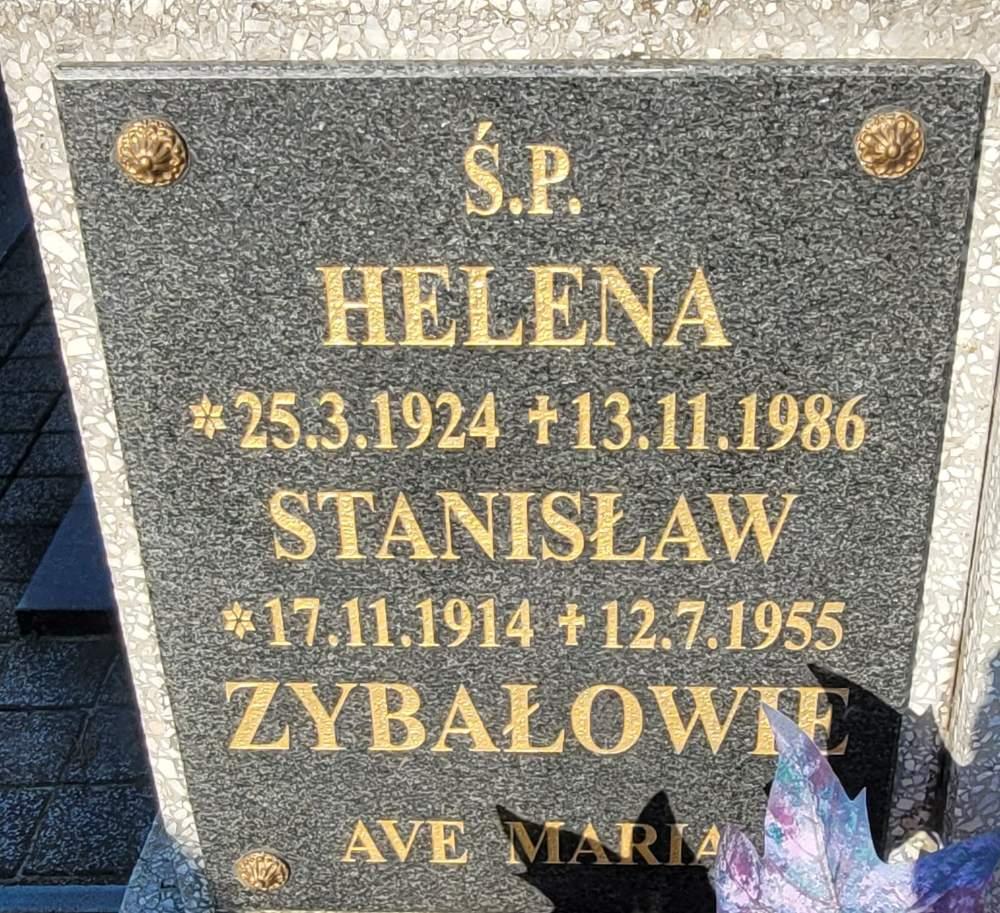 Ś.P.
HELENA
*25.3.1924 †13.11.1986
STANISŁAW
*17.11.1914 †12.7.1955
ZYBAŁOWIE
AVE MARIA